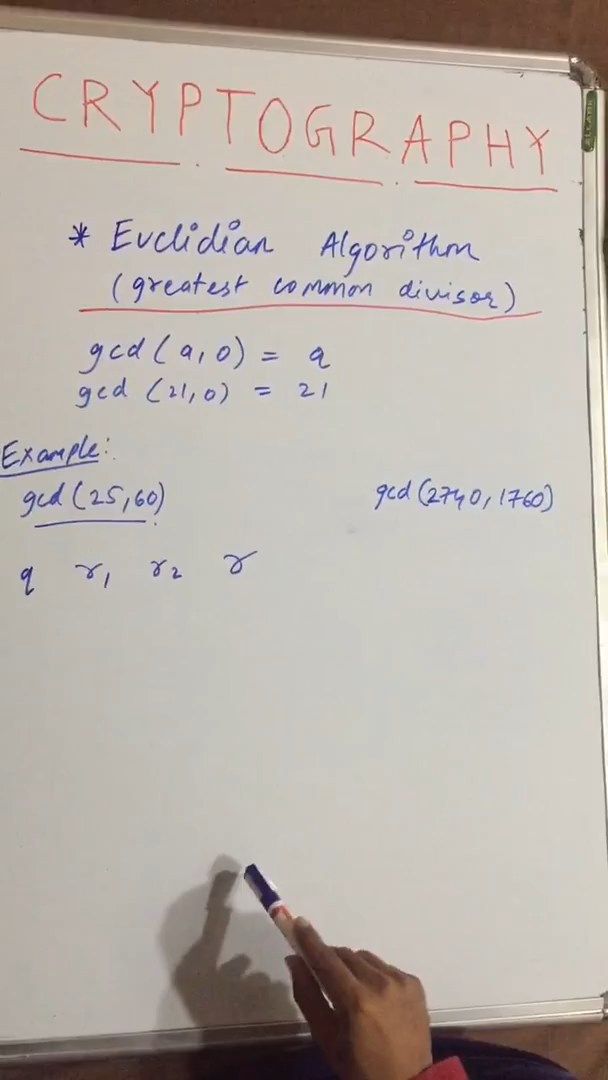 CRYPTOGRAPHY
* Euclidian Algorithm
(greatest common divisor)
gcd(a,0) = a
gcd (21,0) = 21
Example:
gcd(25,60)
gcd(2740,1760)
q r1 r2 r